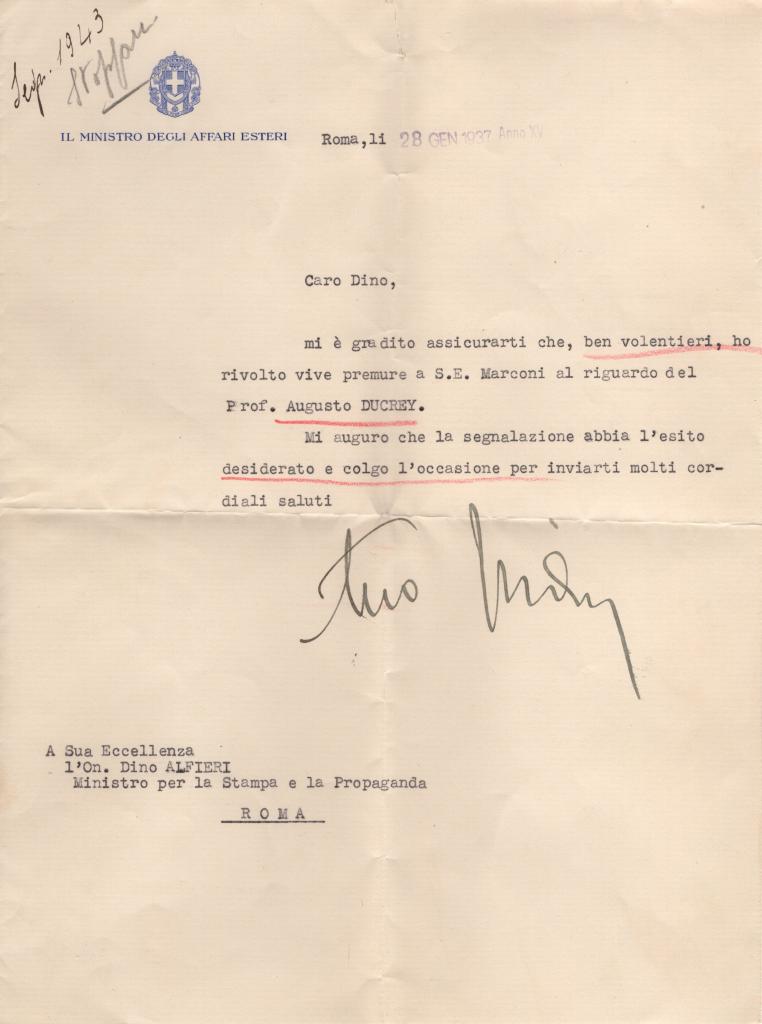 1943
IL MINISTRO DEGLI AFFARI ESTERI
Roma,li 28 GEN 1937 Anno XV
Caro Dino,
mi è gradito assicurarti che, ben volentieri, ho
rivolto vive premure a S.E. Marconi al riguardo del
Prof. Augusto DUCREY.
Mi auguro che la segnalazione abbia l'esito
desiderato e colgo l'occasione per inviarti molti cor-
diali saluti
tuo
A Sua Eccellenza
l'On. Dino ALFIERI
Ministro per la Stampa e la Propaganda
R O M A